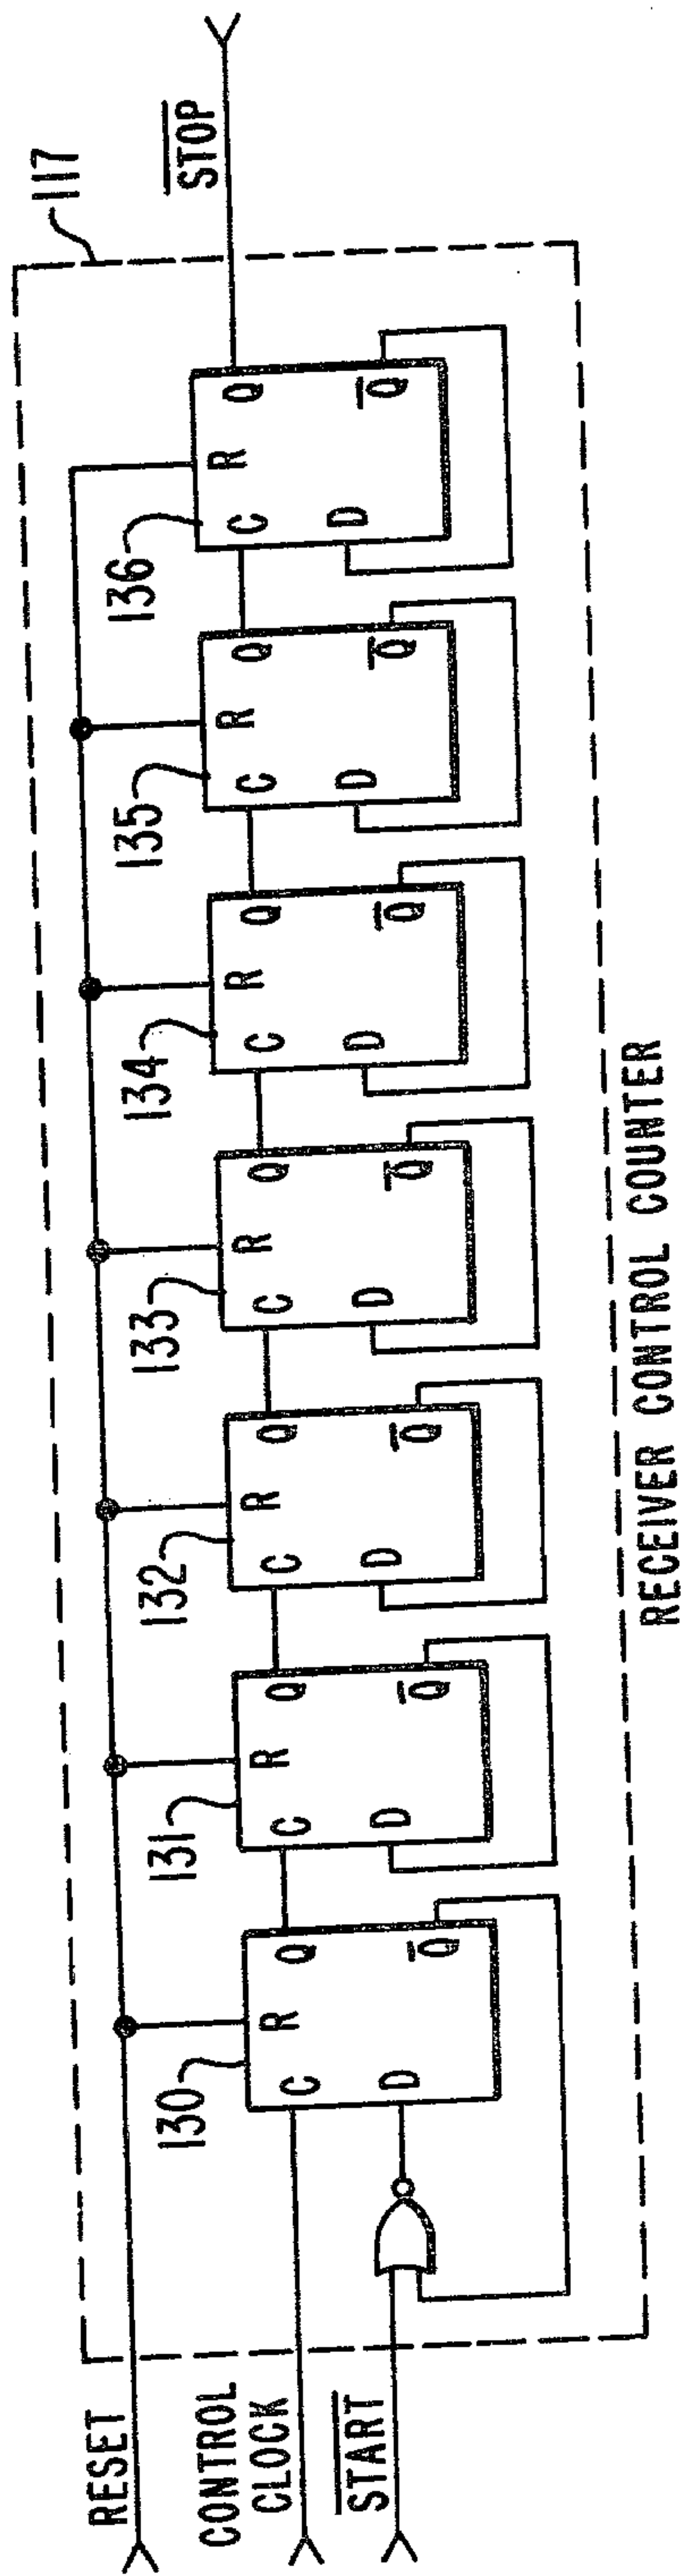 117
RESET
CONTROL
CLOCK
START
STOP
130
R
C
Q
D
Q
131
R
C
Q
D
Q
132
R
C
Q
D
Q
133
R
C
Q
D
Q
134
R
C
Q
D
Q
135
R
C
Q
D
Q
136
R
C
Q
D
Q
RECEIVER CONTROL COUNTER